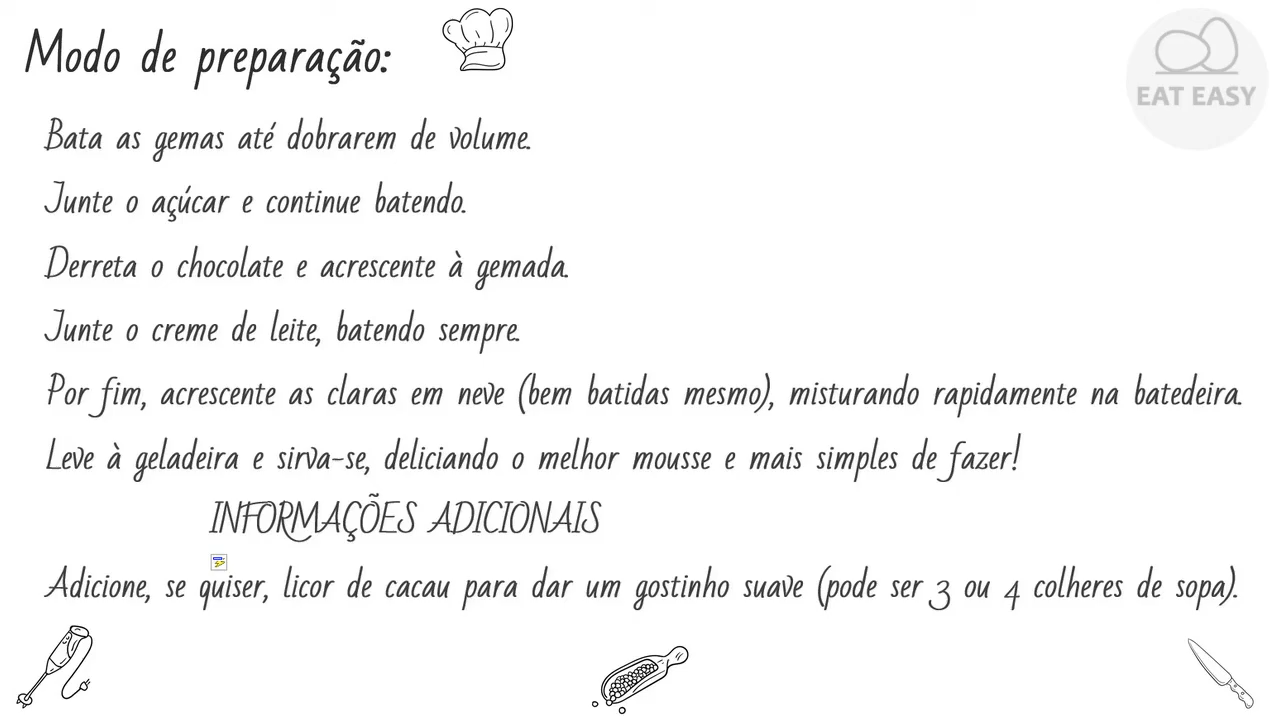 Modo de preparação:
EAT EASY
Bata as gemas até dobrarem de volume.
Junte o açúcar e continue batendo.
Derreta o chocolate e acrescente à gemada.
Junte o creme de leite, batendo sempre.
Por fim, acrescente as claras em neve (bem batidas mesmo), misturando rapidamente na batedeira.
Leve à geladeira e sirva-se, deliciando o melhor mousse e mais simples de fazer!
INFORMAÇÕES ADICIONAIS
Adicione, se quiser, licor de cacau para dar um gostinho suave (pode ser 3 ou 4 colheres de sopa).